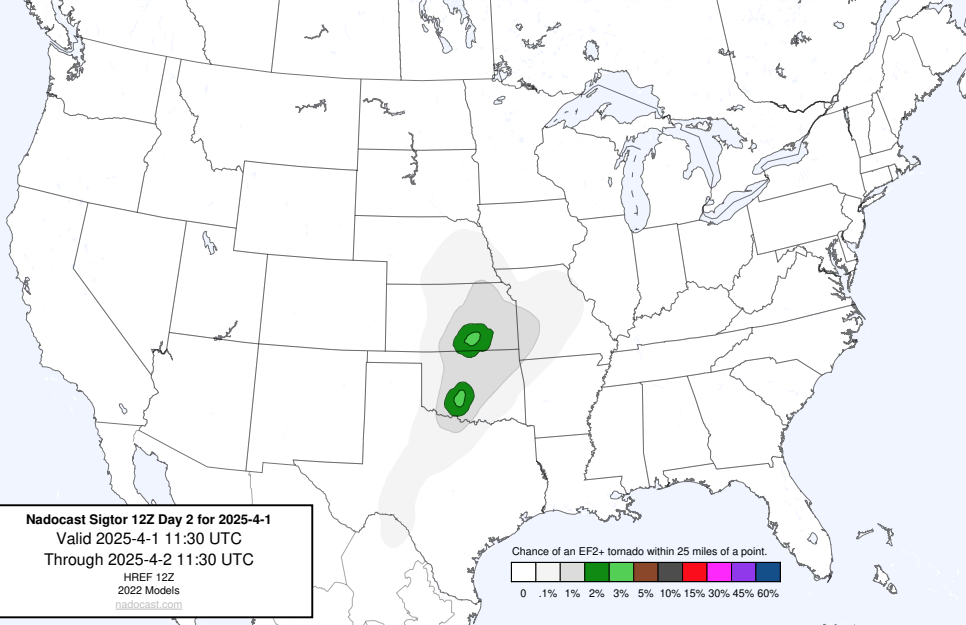 Nadocast Sigtor 12Z Day 2 for 2025-4-1
Valid 2025-4-1 11:30 UTC
Through 2025-4-2 11:30 UTC
HREF 12Z
2022 Models
nadocast.com
Chance of an EF2+ tornado within 25 miles of a point.
0 .1% 1% 2% 3% 5% 10% 15% 30% 45% 60%